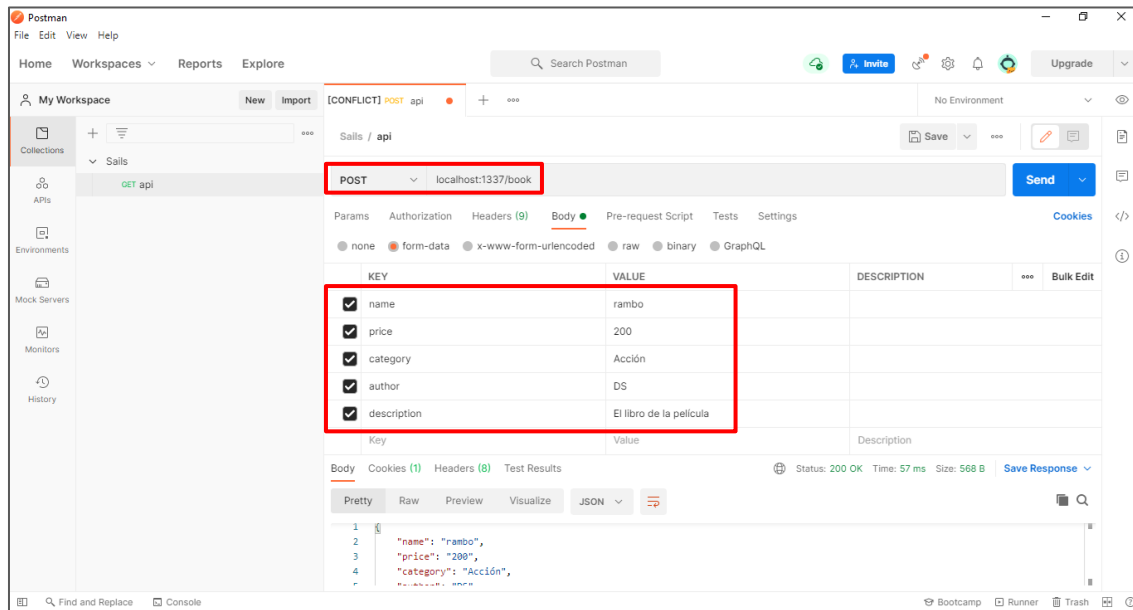 Postman
File Edit View Help
Home Workspaces Reports Explore Search Postman Invite Upgrade
My Workspace New Import [CONFLICT] POST api No Environment
Collections
APIs
Environments
Mock Servers
Monitors
History
Sails
GET api
Sails / api Save
POST localhost:1337/book Send
Params Authorization Headers (9) Body Pre-request Script Tests Settings Cookies
none form-data x-www-form-urlencoded raw binary GraphQL
KEY VALUE DESCRIPTION Bulk Edit
name rambo
price 200
category Acción
author DS
description El libro de la película
Key Value Description
Body Cookies (1) Headers (8) Test Results Status: 200 OK Time: 57 ms Size: 568 B Save Response
Pretty Raw Preview Visualize JSON
1 {
2 "name": "rambo",
3 "price": "200",
4 "category": "Acción",
Find and Replace Console Bootcamp Runner Trash